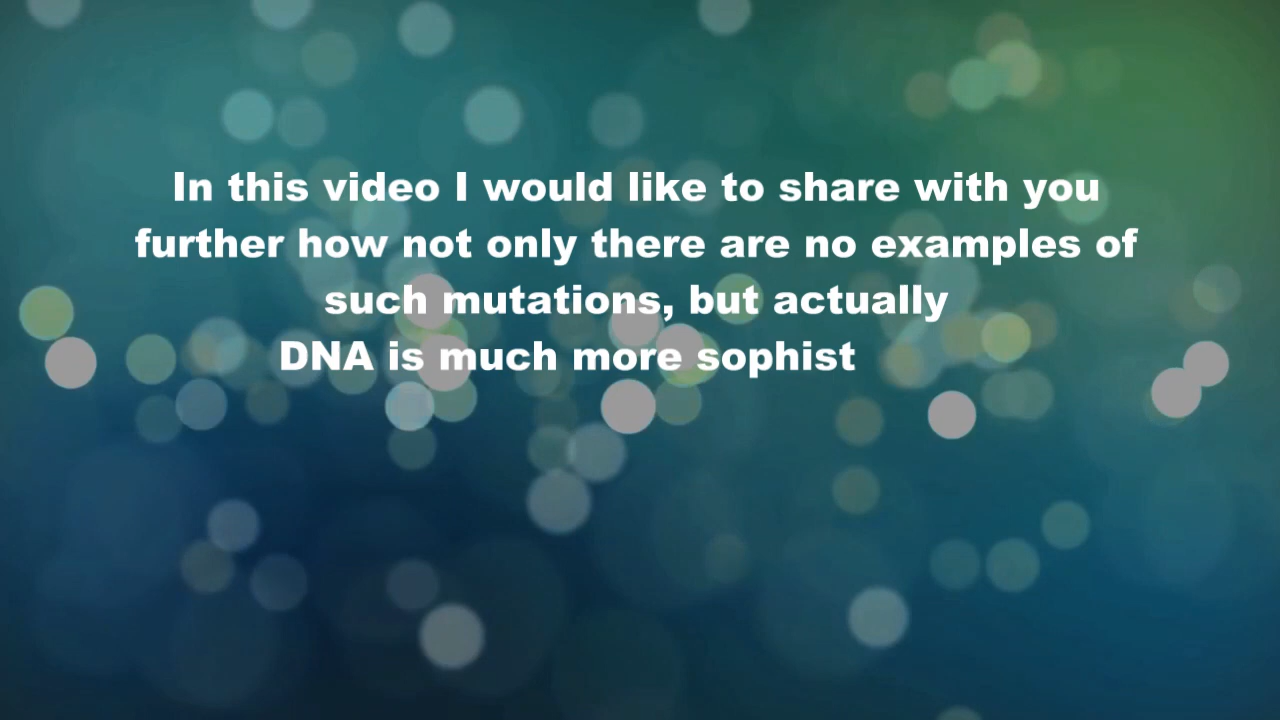 In this video I would like to share with you
further how not only there are no examples of
such mutations, but actually
DNA is much more sophist